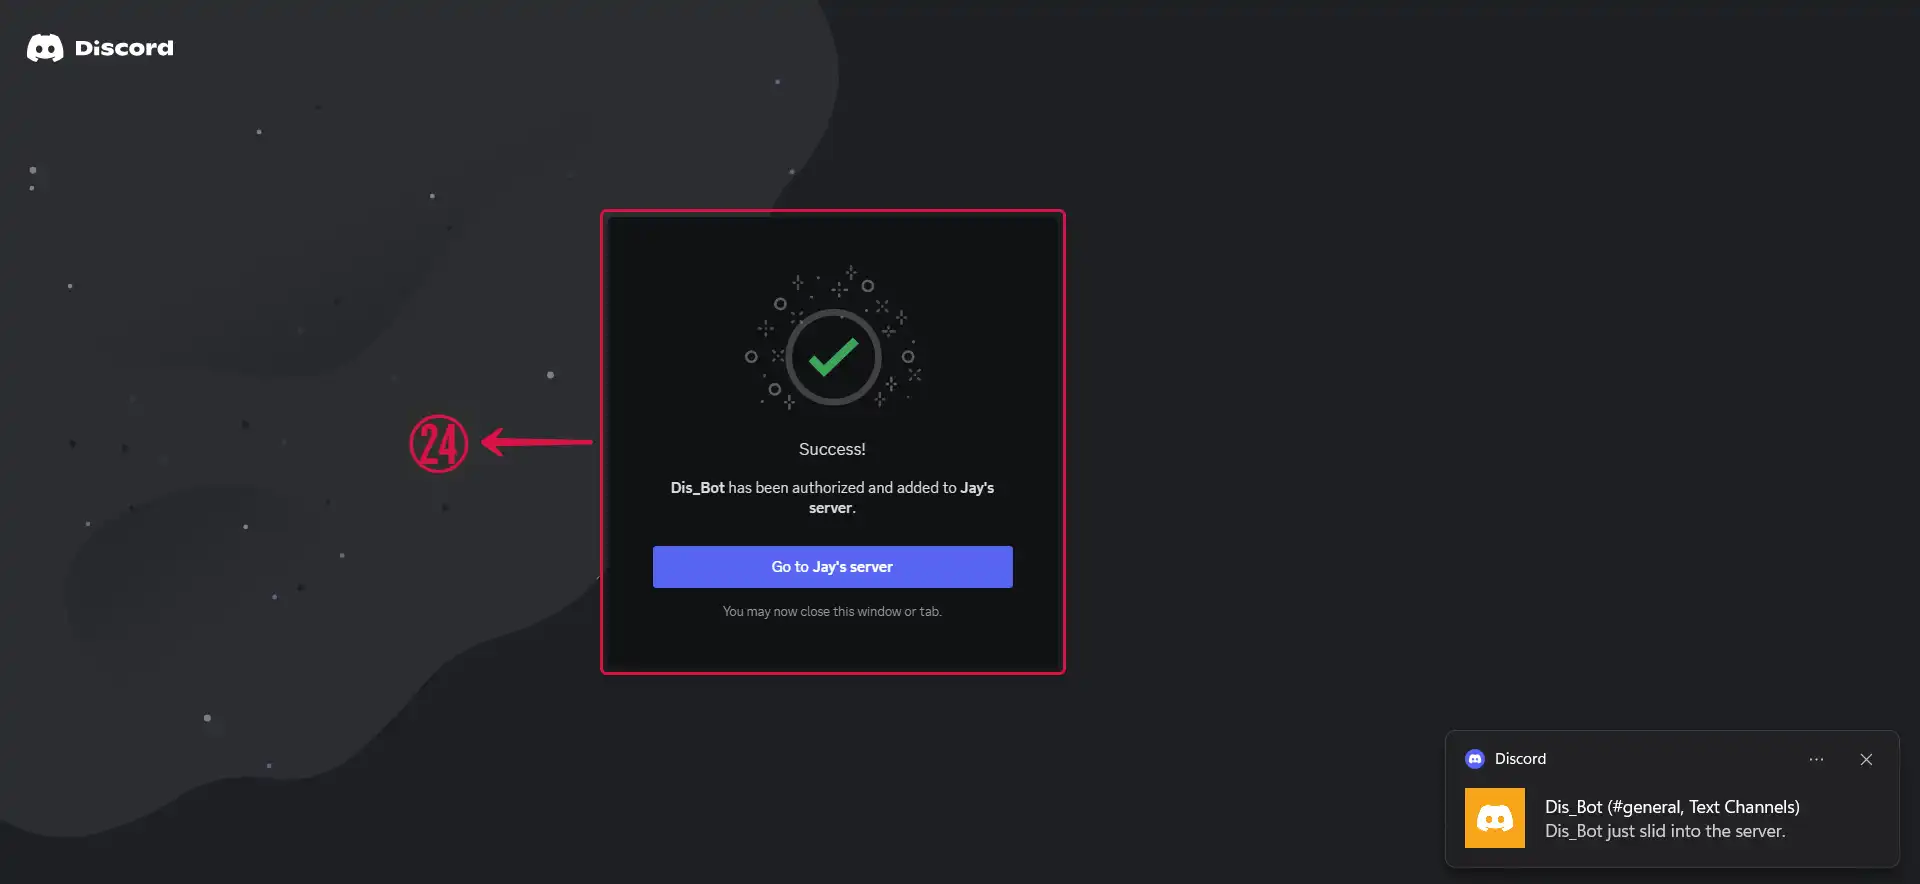 Discord
24
Success!
Dis_Bot has been authorized and added to Jay's
server.
Go to Jay's server
You may now close this window or tab.
Discord
Dis_Bot (#general, Text Channels)
Dis_Bot just slid into the server.